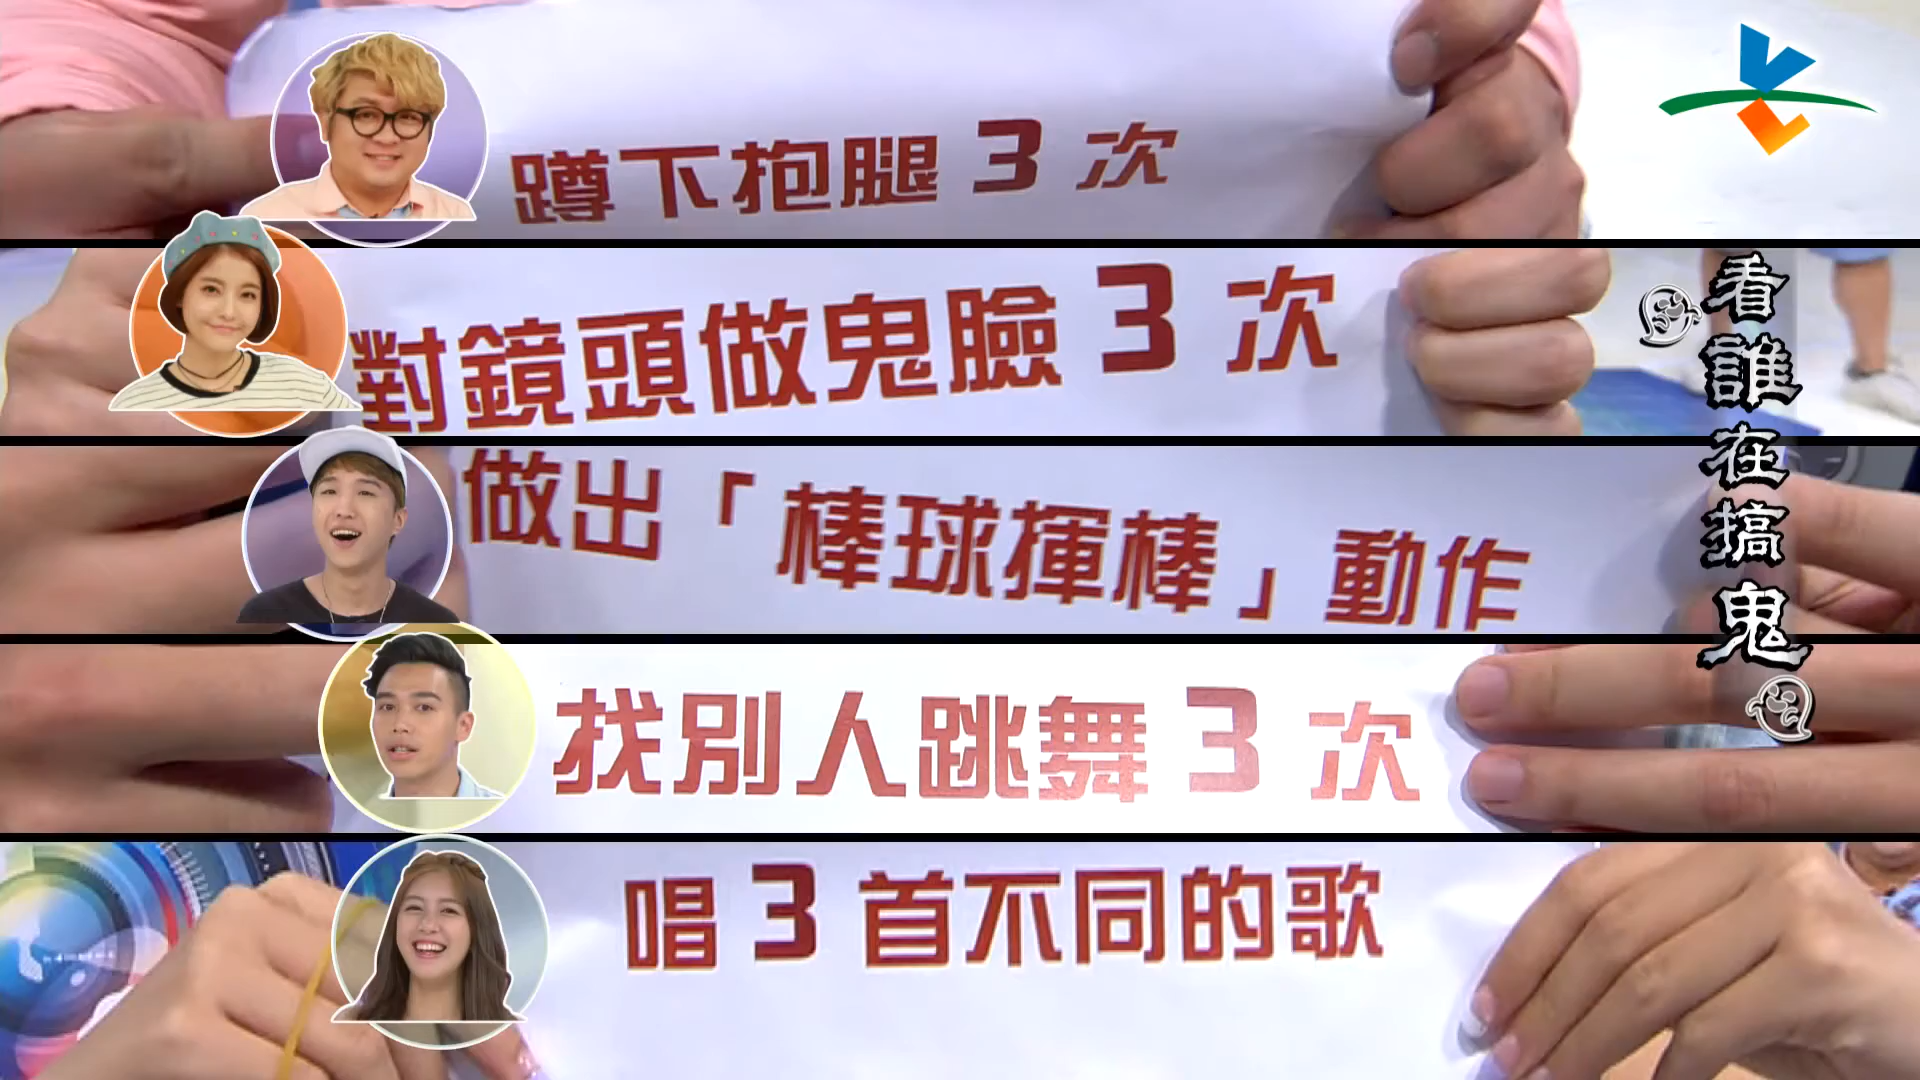 蹲下抱腿3次
對鏡頭做鬼臉3次
做出「棒球揮棒」動作
找別人跳舞3次
唱3首不同的歌
看誰在搞鬼